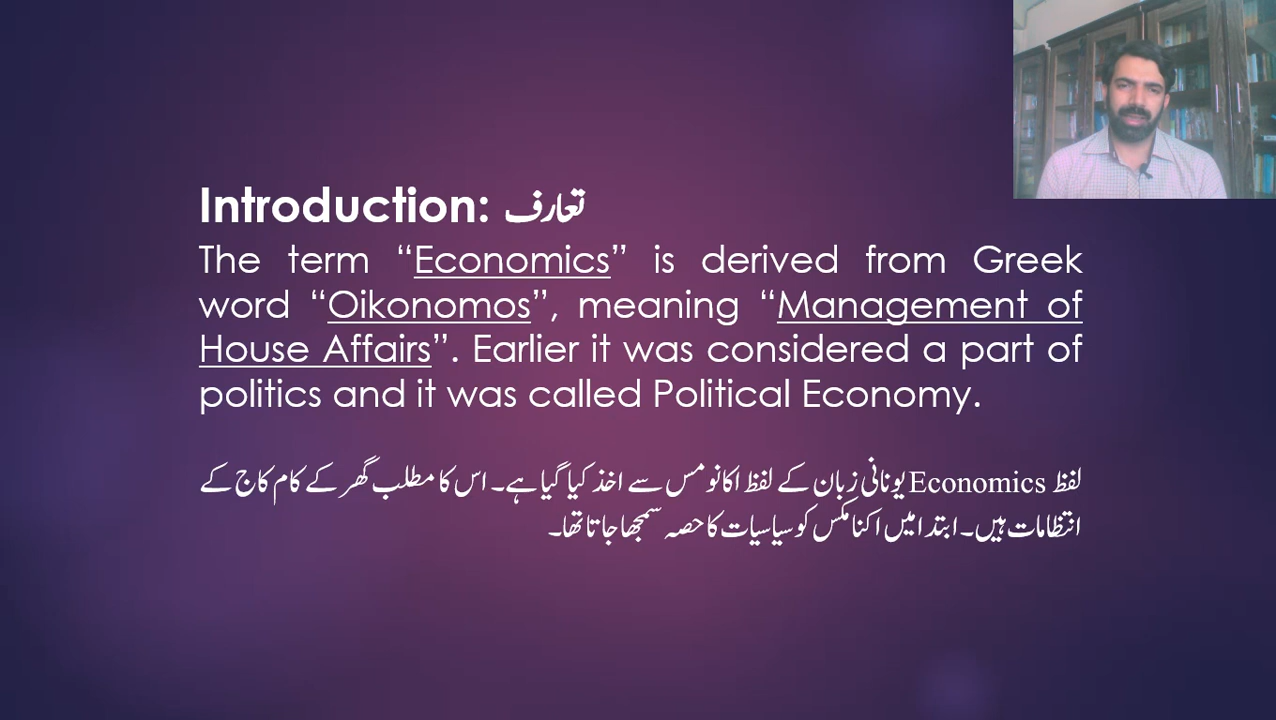 Introduction: تعارف
The term “Economics” is derived from Greek
word “Oikonomos”, meaning “Management of
House Affairs”. Earlier it was considered a part of
politics and it was called Political Economy.
لفظ Economics یونانی زبان کے لفظ اکانومس سے اخذ کیا گیا ہے۔ اس کا مطلب گھر کے کام کاج کے
انتظامات ہیں۔ ابتدا میں اکنامکس کو سیاسیات کا حصہ سمجھا جاتا تھا۔